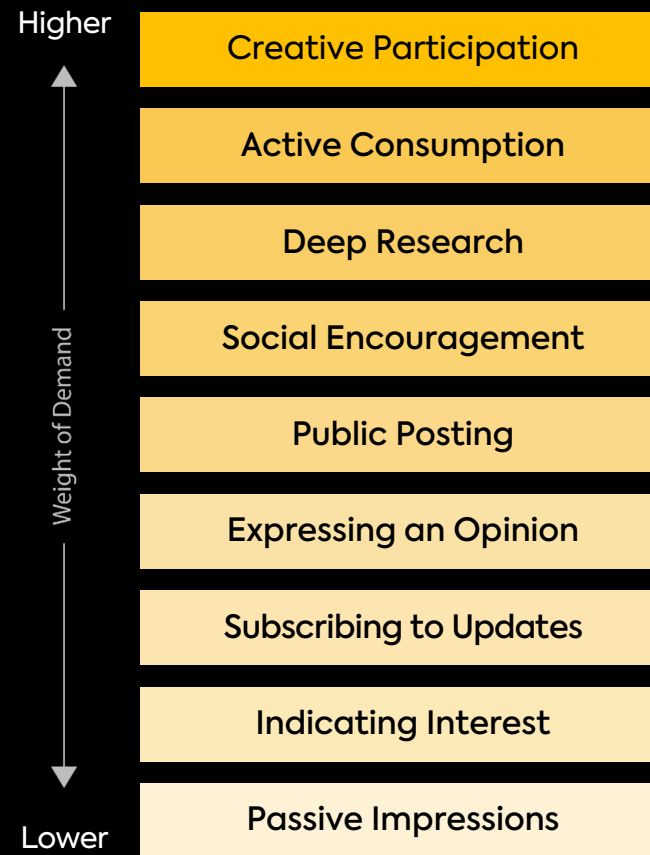 Higher
Creative Participation
Active Consumption
Deep Research
Social Encouragement
Weight of Demand
Public Posting
Expressing an Opinion
Subscribing to Updates
Indicating Interest
Passive Impressions
Lower